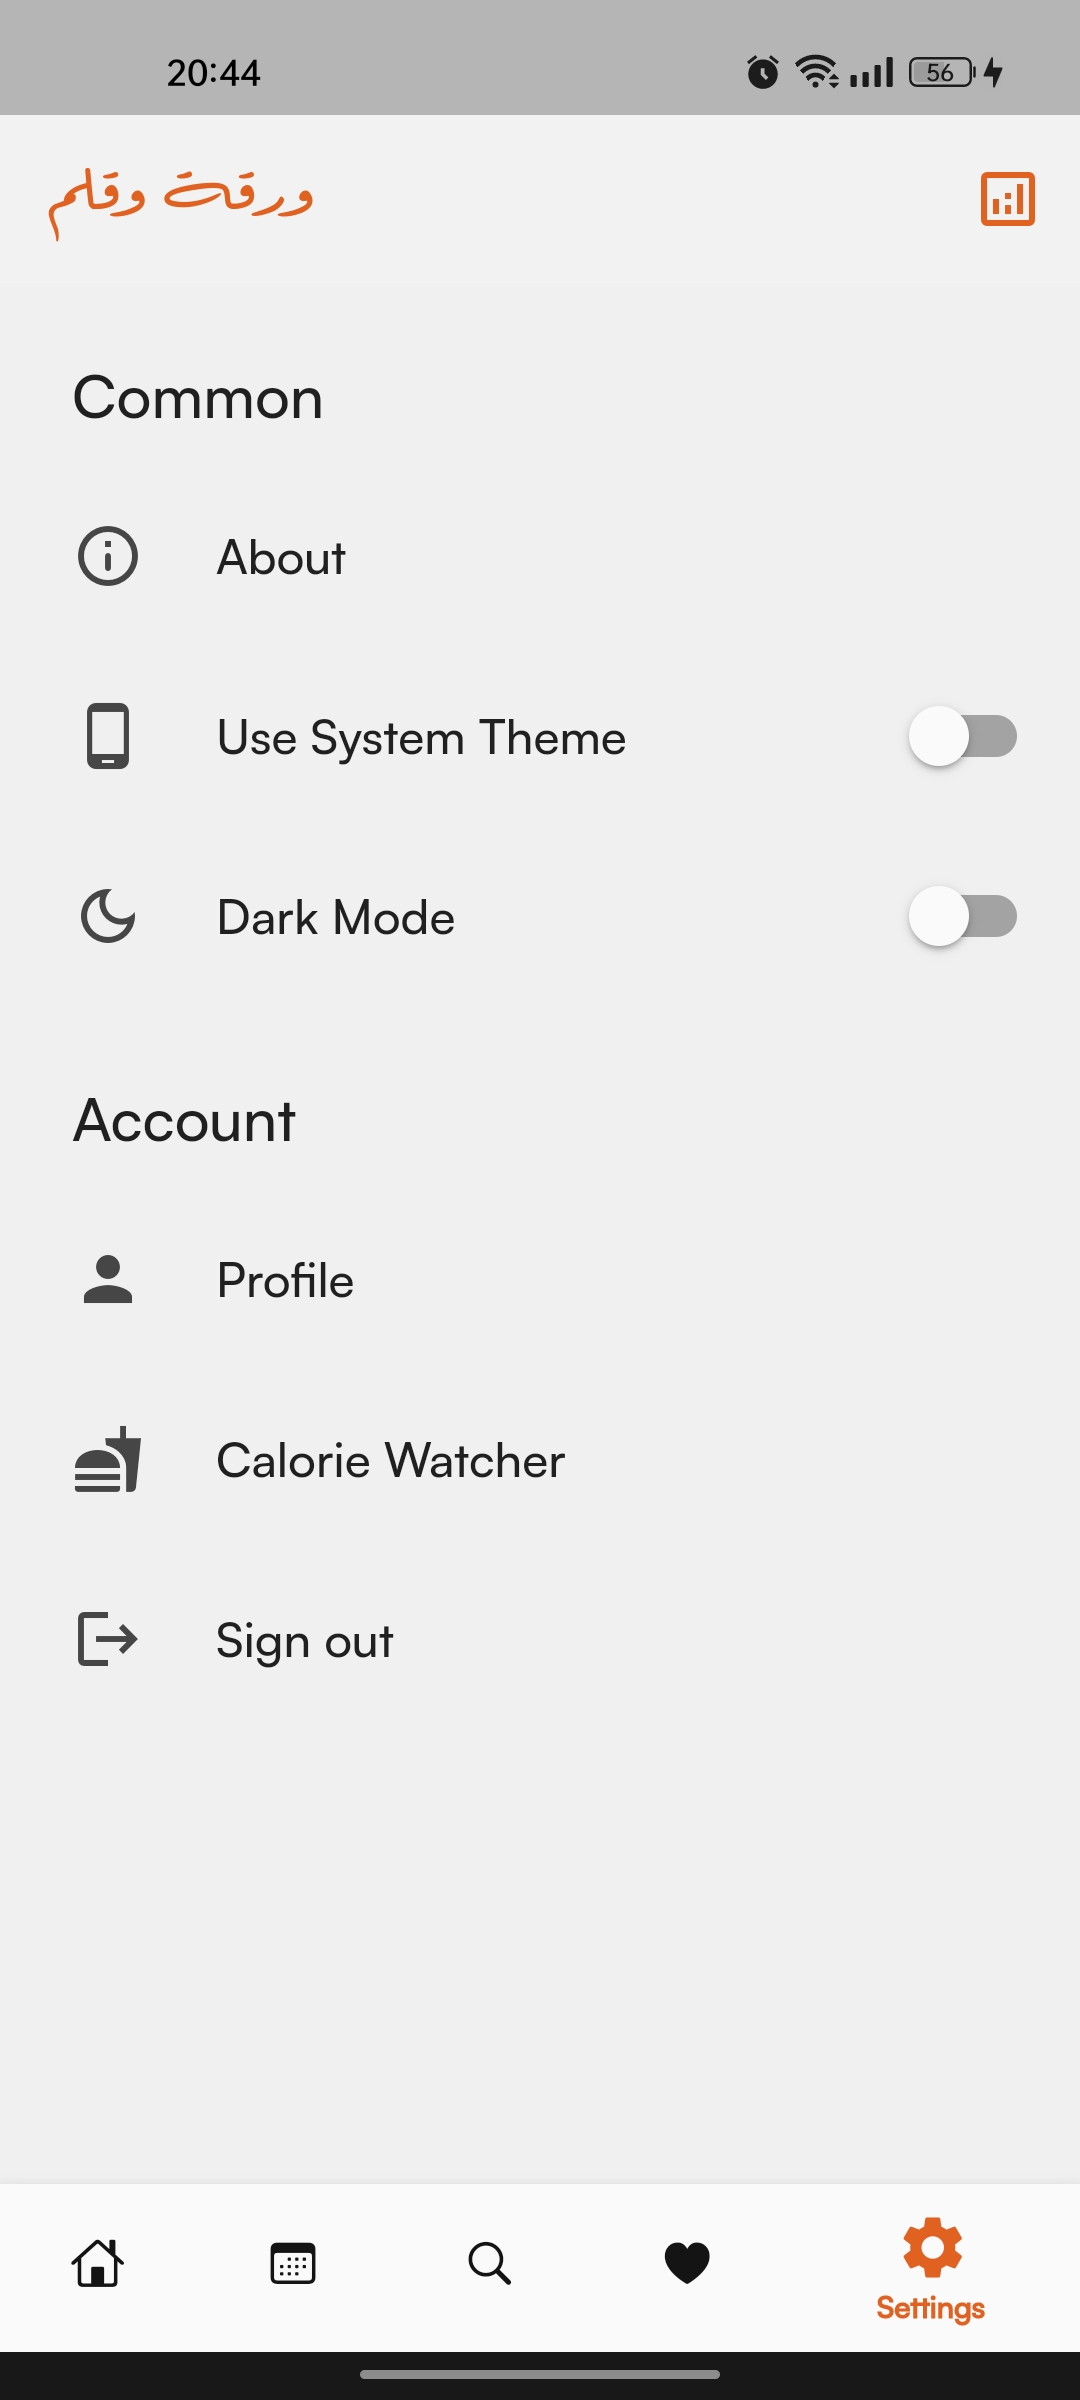 20:44
56
ورقة وقلم
Common
About
Use System Theme
Dark Mode
Account
Profile
Calorie Watcher
Sign out
Settings